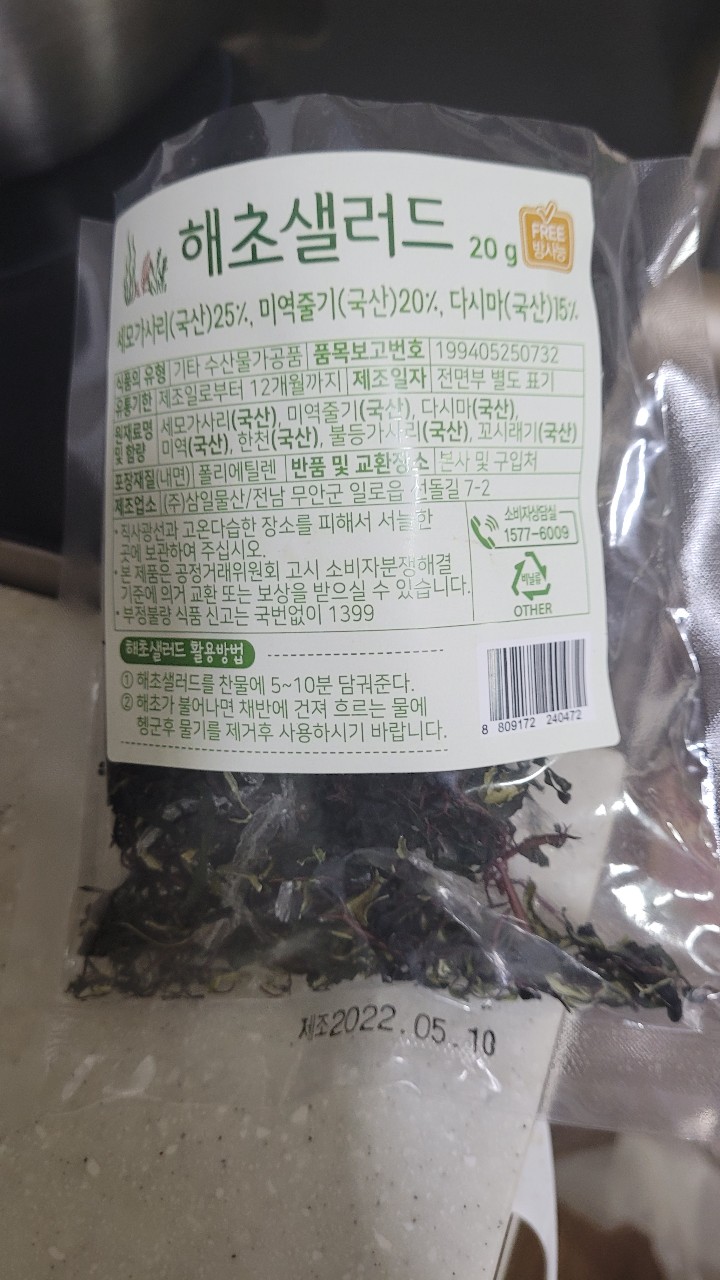 해초샐러드 20 g
FREE
방사능
세모가사리(국산)25%, 미역줄기(국산)20%, 다시마(국산)15%
식품의 유형 기타 수산물가공품 품목보고번호 199405250732
유통기한 제조일로부터 12개월까지 제조일자 전면부 별도 표기
원재료명 및 함량 세모가사리(국산), 미역줄기(국산), 다시마(국산),
미역(국산), 한천(국산), 불등가사리(국산), 꼬시래기(국산)
포장재질(내면) 폴리에틸렌 반품 및 교환장소 본사 및 구입처
제조업소 (주)삼일물산/전남 무안군 일로읍 선돌길 7-2
· 직사광선과 고온다습한 장소를 피해서 서늘한
곳에 보관하여 주십시오.
· 본 제품은 공정거래위원회 고시 소비자분쟁해결
기준에 의거 교환 또는 보상을 받으실 수 있습니다.
· 부정불량 식품 신고는 국번없이 1399
소비자상담실
1577-6009
비닐류
OTHER
해초샐러드 활용방법
① 해초샐러드를 찬물에 5~10분 담궈준다.
② 해초가 불어나면 채반에 건져 흐르는 물에
헹군후 물기를 제거후 사용하시기 바랍니다.
8 809172 240472
제조2022.05.10